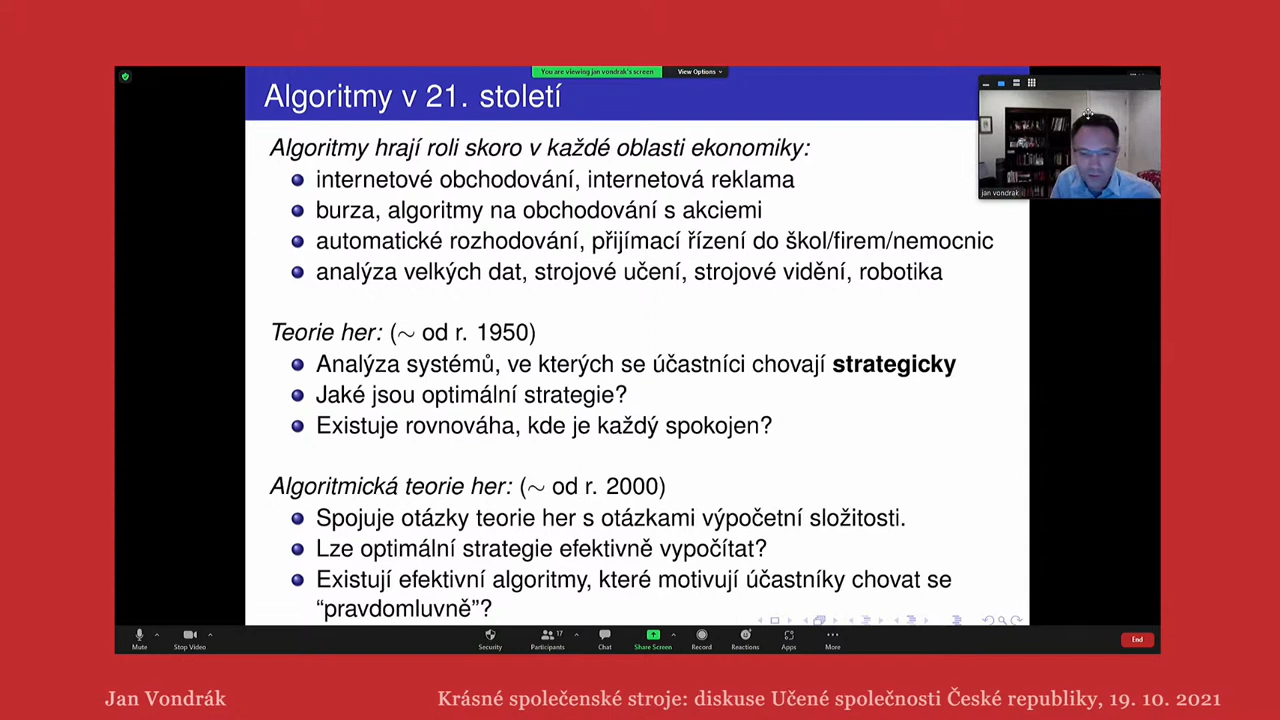 You are viewing jan vondrak's screen
View Options
Algoritmy v 21. století
jan vondrak
Algoritmy hrají roli skoro v každé oblasti ekonomiky:
internetové obchodování, internetová reklama
burza, algoritmy na obchodování s akciemi
automatické rozhodování, přijímací řízení do škol/firem/nemocnic
analýza velkých dat, strojové učení, strojové vidění, robotika
Teorie her: (~ od r. 1950)
Analýza systémů, ve kterých se účastníci chovají strategicky
Jaké jsou optimální strategie?
Existuje rovnováha, kde je každý spokojen?
Algoritmická teorie her: (~ od r. 2000)
Spojuje otázky teorie her s otázkami výpočetní složitosti.
Lze optimální strategie efektivně vypočítat?
Existují efektivní algoritmy, které motivují účastníky chovat se
“pravdomluvně”?
Mute
Stop Video
Security
Participants
17
Chat
Share Screen
Record
Reactions
Apps
More
End
Jan Vondrák
Krásné společenské stroje: diskuse Učené společnosti České republiky, 19. 10. 2021